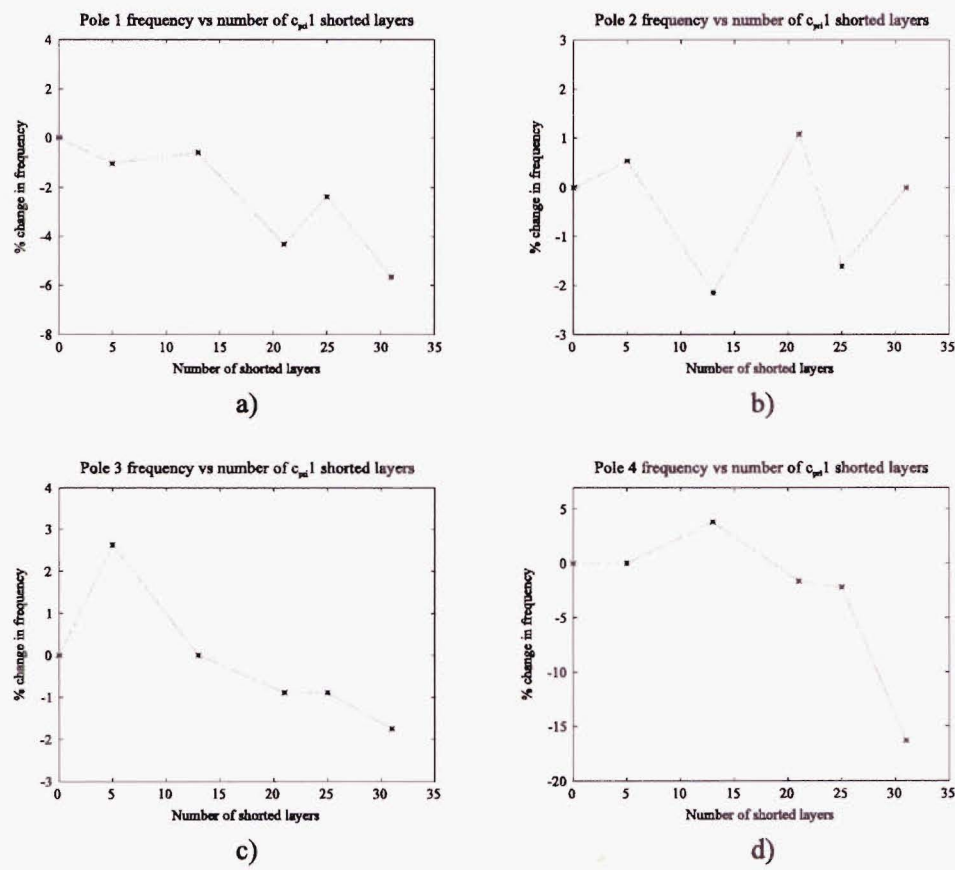 Pole 1 frequency vs number of c_pri1 shorted layers
4
2
0
-2
-4
-6
-8
% change in frequency
0 5 10 15 20 25 30 35
Number of shorted layers
a)
Pole 2 frequency vs number of c_pri1 shorted layers
3
2
1
0
-1
-2
-3
% change in frequency
0 5 10 15 20 25 30 35
Number of shorted layers
b)
Pole 3 frequency vs number of c_pri1 shorted layers
4
3
2
1
0
-1
-2
-3
% change in frequency
0 5 10 15 20 25 30 35
Number of shorted layers
c)
Pole 4 frequency vs number of c_pri1 shorted layers
5
0
-5
-10
-15
-20
% change in frequency
0 5 10 15 20 25 30 35
Number of shorted layers
d)